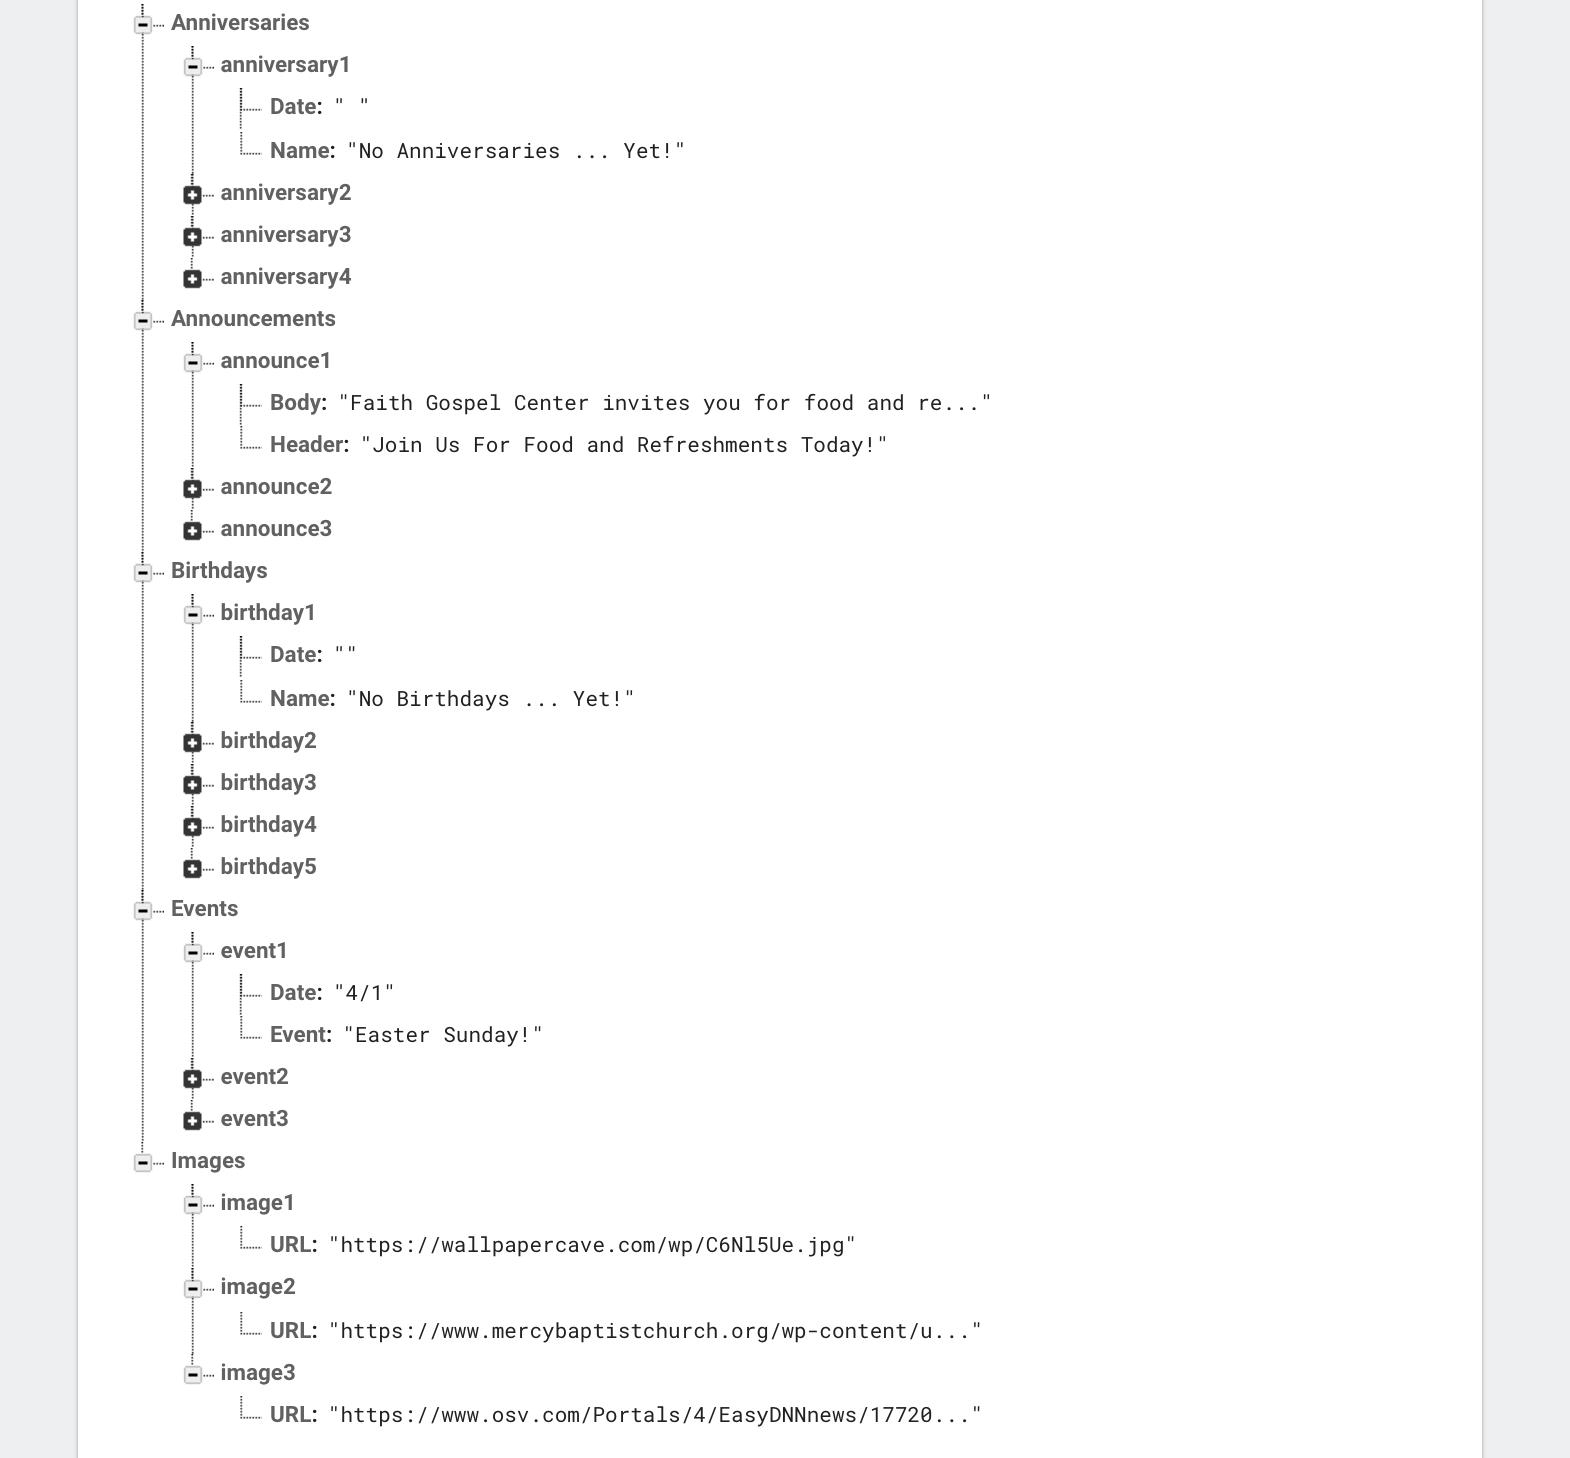 Anniversaries
anniversary1
Date: " "
Name: "No Anniversaries ... Yet!"
anniversary2
anniversary3
anniversary4
Announcements
announce1
Body: "Faith Gospel Center invites you for food and re..."
Header: "Join Us For Food and Refreshments Today!"
announce2
announce3
Birthdays
birthday1
Date: ""
Name: "No Birthdays ... Yet!"
birthday2
birthday3
birthday4
birthday5
Events
event1
Date: "4/1"
Event: "Easter Sunday!"
event2
event3
Images
image1
URL: "https://wallpapercave.com/wp/C6Nl5Ue.jpg"
image2
URL: "https://www.mercybaptistchurch.org/wp-content/u..."
image3
URL: "https://www.osv.com/Portals/4/EasyDNNnews/17720..."